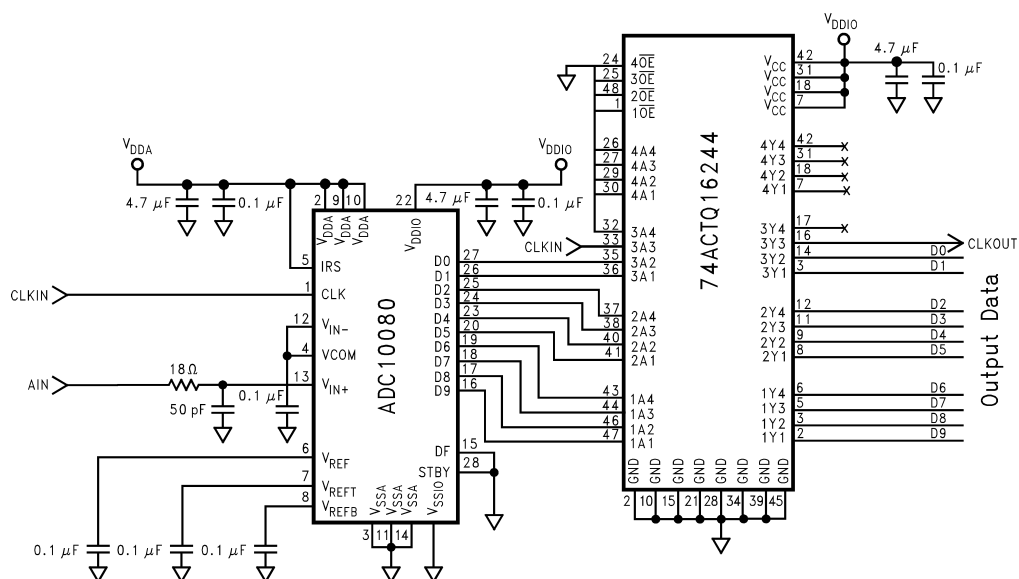 VDDIO
4.7 μF
0.1 μF
24 4OE
25 3OE
48 2OE
1 1OE
VCC 42
VCC 31
VCC 18
VCC 7
26 4A4
27 4A3
29 4A2
30 4A1
4Y4 42
4Y3 31
4Y2 18
4Y1 7
74ACTQ16244
32 3A4
CLKIN 33 3A3
35 3A2
36 3A1
3Y4 17
3Y3 16 CLKOUT
3Y2 14 D0
3Y1 3 D1
37 2A4
38 2A3
40 2A2
41 2A1
2Y4 12 D2
2Y3 11 D3
2Y2 9 D4
2Y1 8 D5
43 1A4
44 1A3
46 1A2
47 1A1
1Y4 6 D6
1Y3 5 D7
1Y2 3 D8
1Y1 2 D9
Output Data
GND GND GND GND GND GND GND GND
2 10 15 21 28 34 39 45
VDDA
4.7 μF
0.1 μF
2 9 10
VDDA VDDA VDDA
VDDIO
22
4.7 μF
0.1 μF
VDDIO
5 IRS
CLKIN
1 CLK
12 VIN-
4 VCOM
AIN
18Ω
13 VIN+
50 pF
0.1 μF
ADC10080
D0 27
D1 26
D2 25
D3 24
D4 23
D5 20
D6 19
D7 18
D8 17
D9 16
DF 15
STBY 28
6 VREF
7 VREFT
8 VREFB
VSSA VSSA VSSA VSSIO
3 11 14
0.1 μF
0.1 μF
0.1 μF